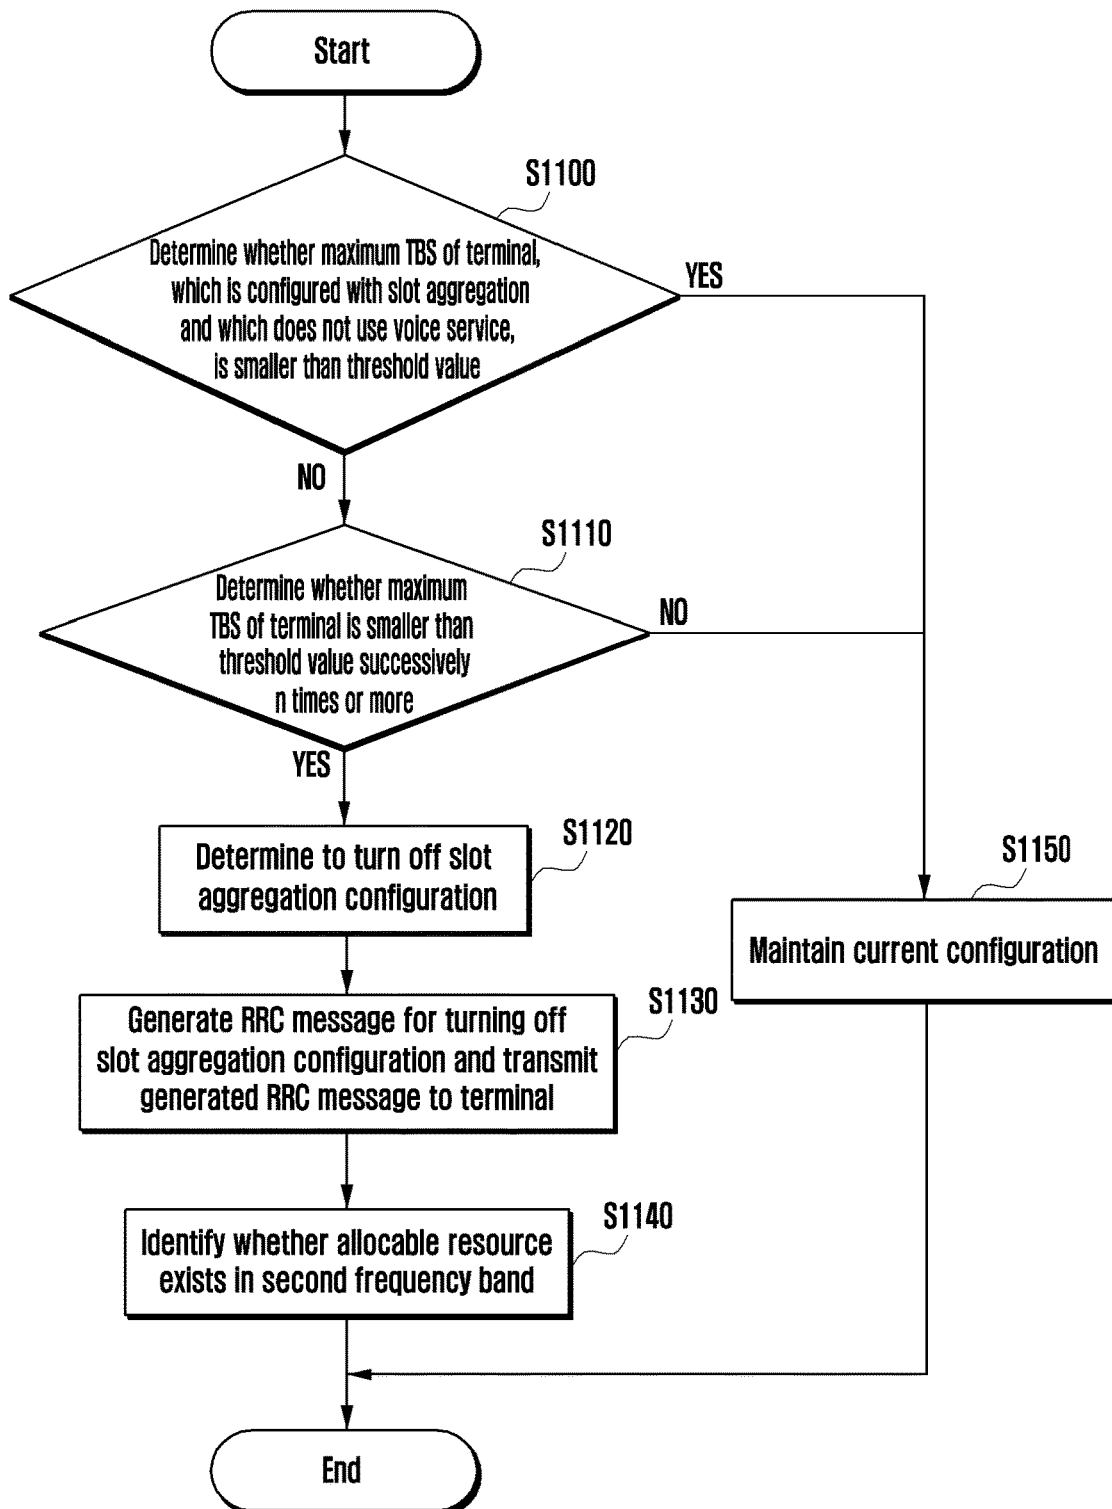 Start
S1100
Determine whether maximum TBS of terminal,
which is configured with slot aggregation
and which does not use voice service,
is smaller than threshold value
YES
NO
S1110
Determine whether maximum
TBS of terminal is smaller than
threshold value successively
n times or more
NO
YES
S1120
Determine to turn off slot
aggregation configuration
S1150
Maintain current configuration
S1130
Generate RRC message for turning off
slot aggregation configuration and transmit
generated RRC message to terminal
S1140
Identify whether allocable resource
exists in second frequency band
End